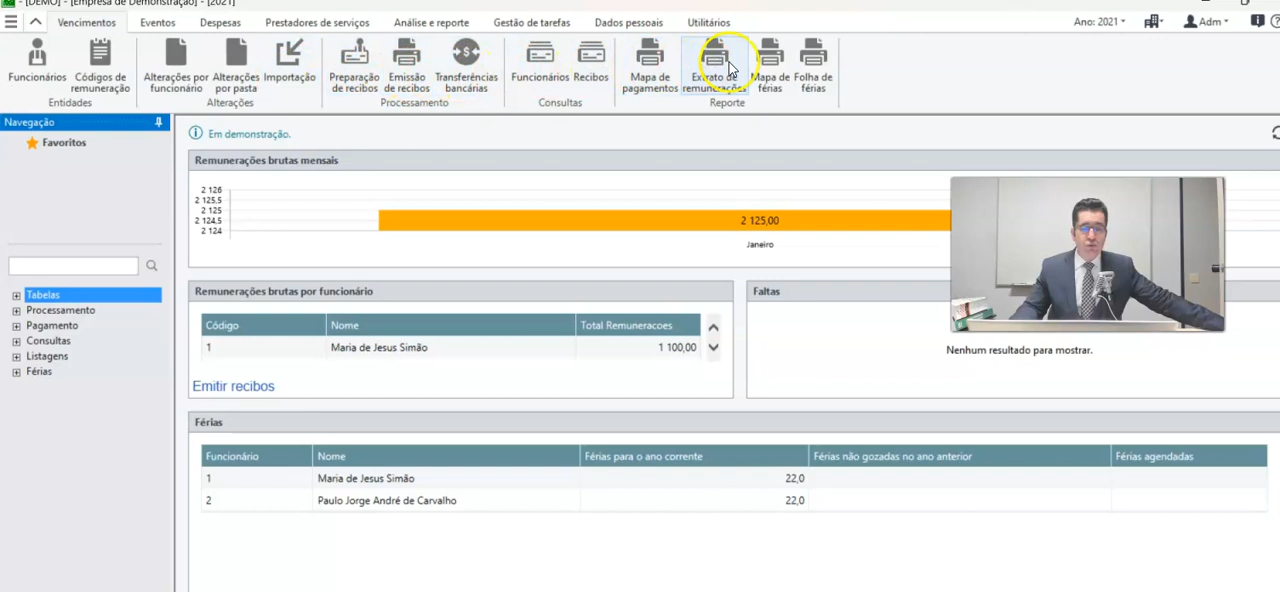 - [DEMO] - [Empresa de Demonstração] - [2021]
Vencimentos Eventos Despesas Prestadores de serviços Análise e reporte Gestão de tarefas Dados pessoais Utilitários Ano: 2021 Adm
Funcionários Códigos de remuneração Alterações por funcionário Alterações por pasta Importação Preparação de recibos Emissão de recibos Transferências bancárias Funcionários Recibos Mapa de pagamentos Extrato de remunerações Mapa de férias Folha de férias
Entidades Alterações Processamento Consultas Reporte
Navegação
Favoritos
Tabelas
Processamento
Pagamento
Consultas
Listagens
Férias
Em demonstração.
Remunerações brutas mensais
2 126
2 125.5
2 125
2 124.5
2 124
2 125,00
Janeiro
Remunerações brutas por funcionário
Código Nome Total Remuneracoes
1 Maria de Jesus Simão 1 100,00
Emitir recibos
Faltas
Nenhum resultado para mostrar.
Férias
Funcionário Nome Férias para o ano corrente Férias não gozadas no ano anterior Férias agendadas
1 Maria de Jesus Simão 22,0
2 Paulo Jorge André de Carvalho 22,0